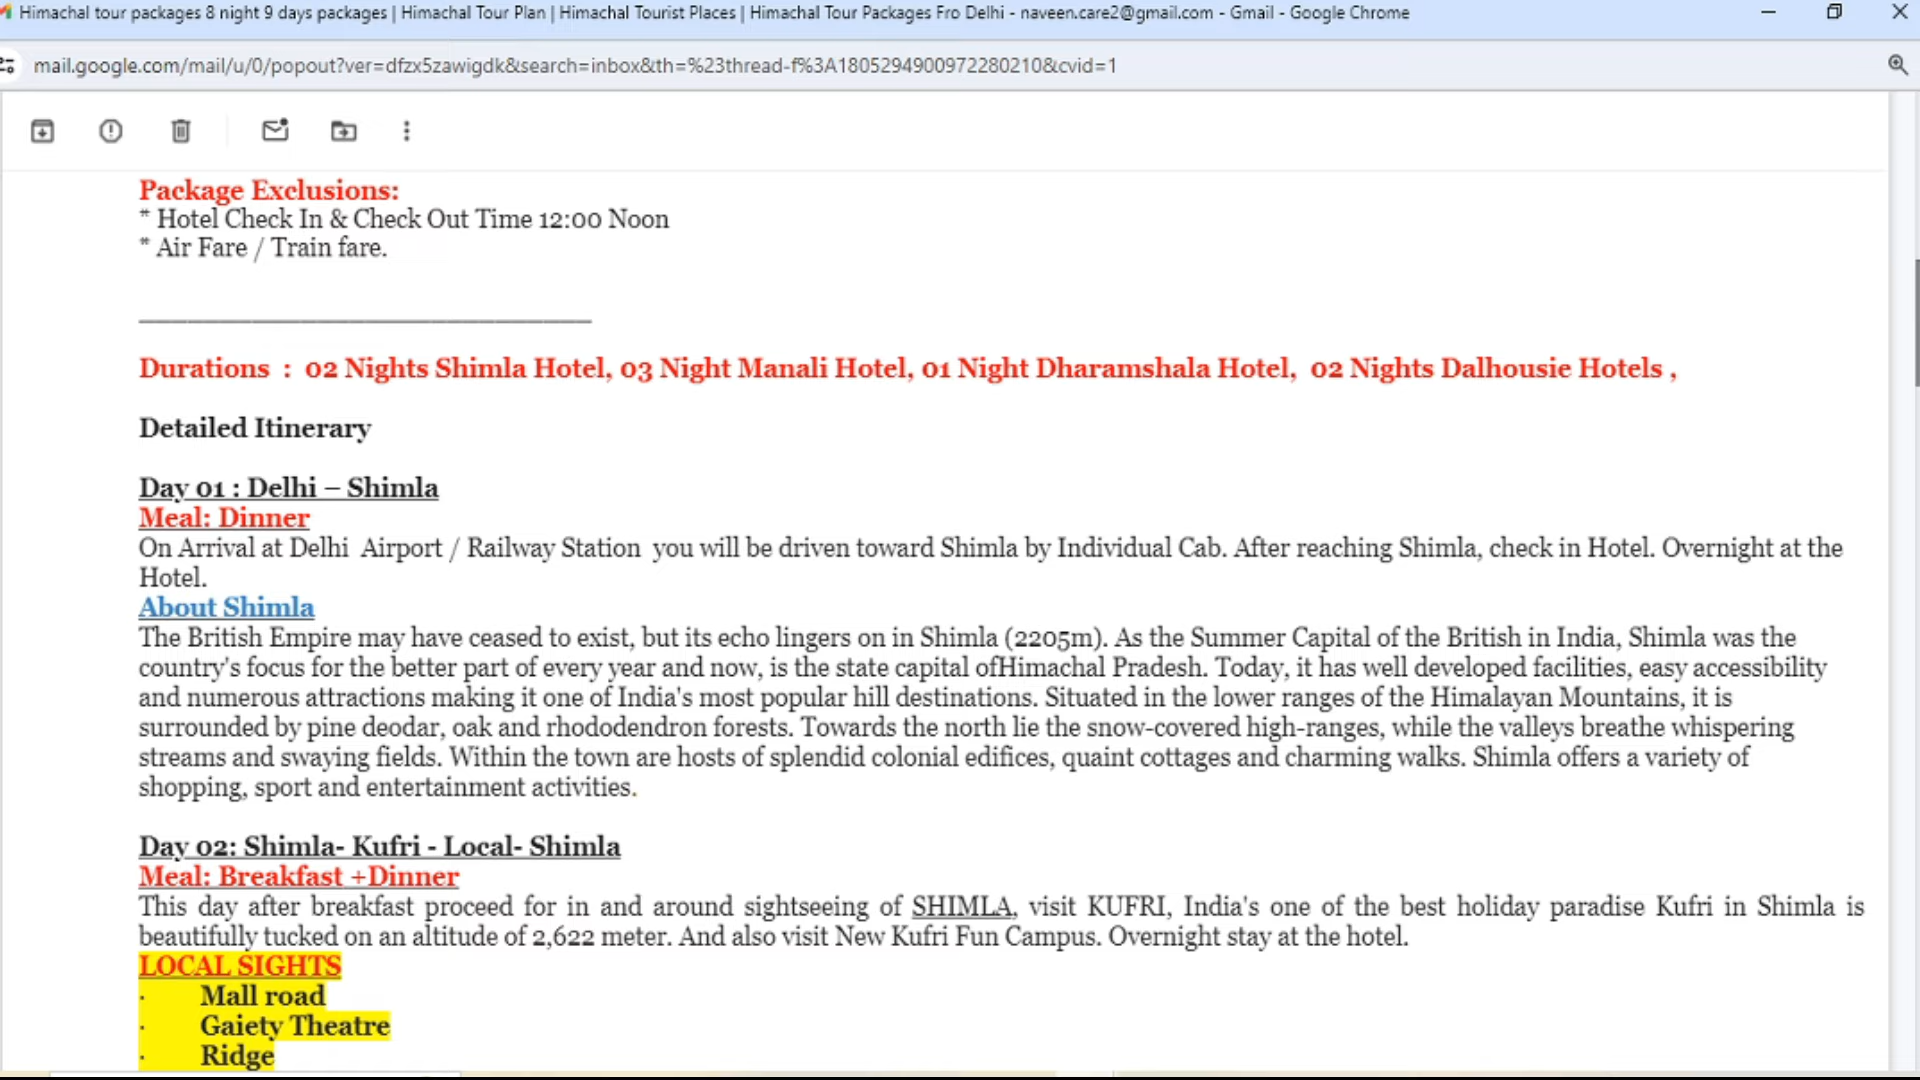 Himachal tour packages 8 night 9 days packages | Himachal Tour Plan | Himachal Tourist Places | Himachal Tour Packages Fro Delhi - naveen.care2@gmail.com - Gmail - Google Chrome
mail.google.com/mail/u/0/popout?ver=dfzx5zawigdk&search=inbox&th=%23thread-f%3A1805294900972280210&cvid=1
Package Exclusions:
* Hotel Check In & Check Out Time 12:00 Noon
* Air Fare / Train fare.
Durations : 02 Nights Shimla Hotel, 03 Night Manali Hotel, 01 Night Dharamshala Hotel, 02 Nights Dalhousie Hotels ,
Detailed Itinerary
Day 01 : Delhi – Shimla
Meal: Dinner
On Arrival at Delhi Airport / Railway Station you will be driven toward Shimla by Individual Cab. After reaching Shimla, check in Hotel. Overnight at the
Hotel.
About Shimla
The British Empire may have ceased to exist, but its echo lingers on in Shimla (2205m). As the Summer Capital of the British in India, Shimla was the
country's focus for the better part of every year and now, is the state capital ofHimachal Pradesh. Today, it has well developed facilities, easy accessibility
and numerous attractions making it one of India's most popular hill destinations. Situated in the lower ranges of the Himalayan Mountains, it is
surrounded by pine deodar, oak and rhododendron forests. Towards the north lie the snow-covered high-ranges, while the valleys breathe whispering
streams and swaying fields. Within the town are hosts of splendid colonial edifices, quaint cottages and charming walks. Shimla offers a variety of
shopping, sport and entertainment activities.
Day 02: Shimla- Kufri - Local- Shimla
Meal: Breakfast +Dinner
This day after breakfast proceed for in and around sightseeing of SHIMLA, visit KUFRI, India's one of the best holiday paradise Kufri in Shimla is
beautifully tucked on an altitude of 2,622 meter. And also visit New Kufri Fun Campus. Overnight stay at the hotel.
LOCAL SIGHTS
· Mall road
· Gaiety Theatre
· Ridge